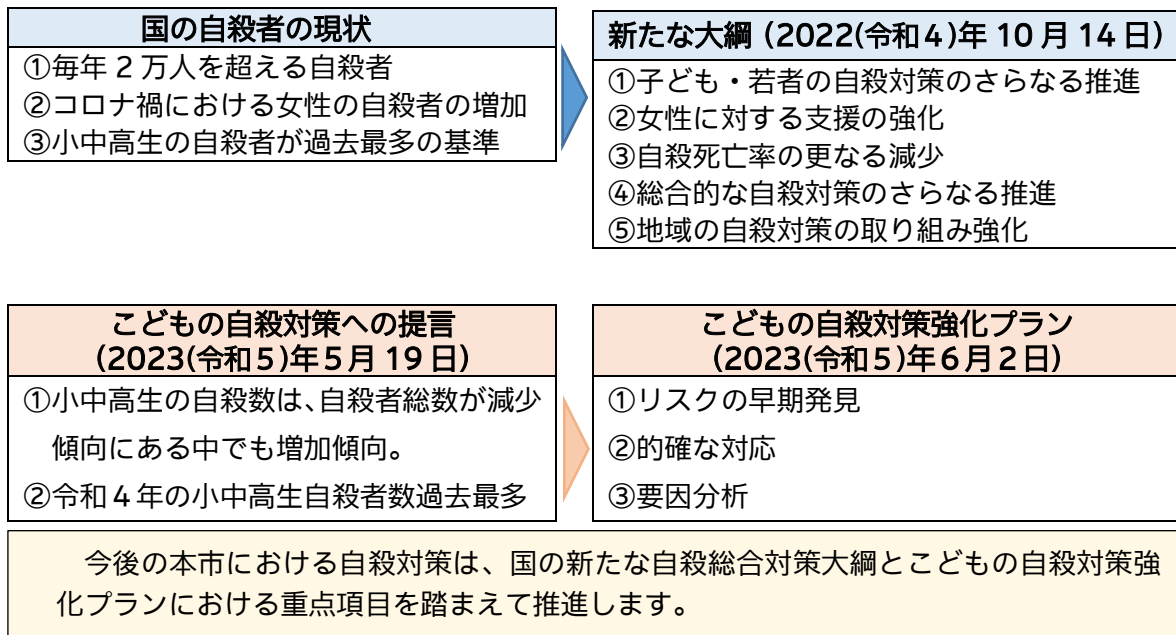 国の自殺者の現状
①毎年２万人を超える自殺者
②コロナ禍における女性の自殺者の増加
③小中高生の自殺者が過去最多の基準
新たな大綱（2022(令和４)年 10 月 14 日）
①子ども・若者の自殺対策のさらなる推進
②女性に対する支援の強化
③自殺死亡率の更なる減少
④総合的な自殺対策のさらなる推進
⑤地域の自殺対策の取り組み強化
こどもの自殺対策への提言
（2023(令和５)年５月 19 日）
①小中高生の自殺数は、自殺者総数が減少
傾向にある中でも増加傾向。
②令和４年の小中高生自殺者数過去最多
こどもの自殺対策強化プラン
（2023(令和５)年６月２日）
①リスクの早期発見
②的確な対応
③要因分析
今後の本市における自殺対策は、国の新たな自殺総合対策大綱とこどもの自殺対策強
化プランにおける重点項目を踏まえて推進します。